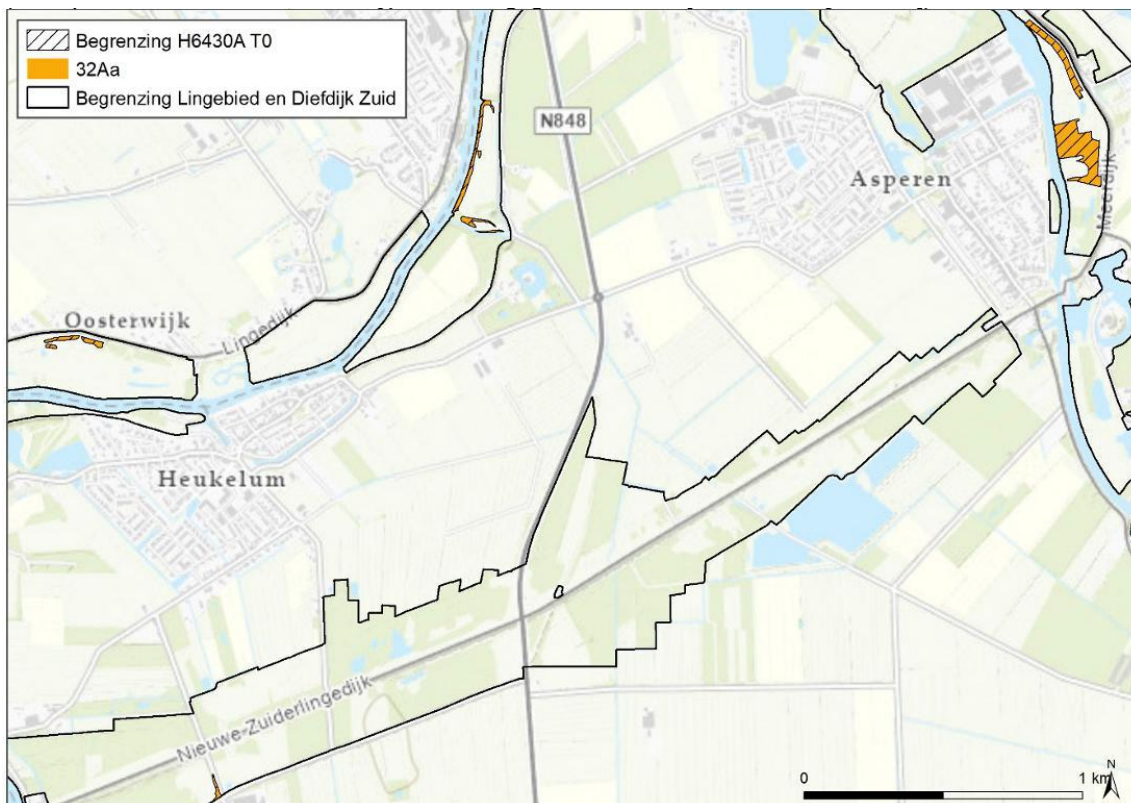 Begrenzing H6430A T0
32Aa
Begrenzing Lingebied en Diefdijk Zuid
N848
Asperen
Meerdijk
Oosterwijk
Lingedijk
Heukelum
Nieuwe-Zuiderlingedijk
0
1 km
N